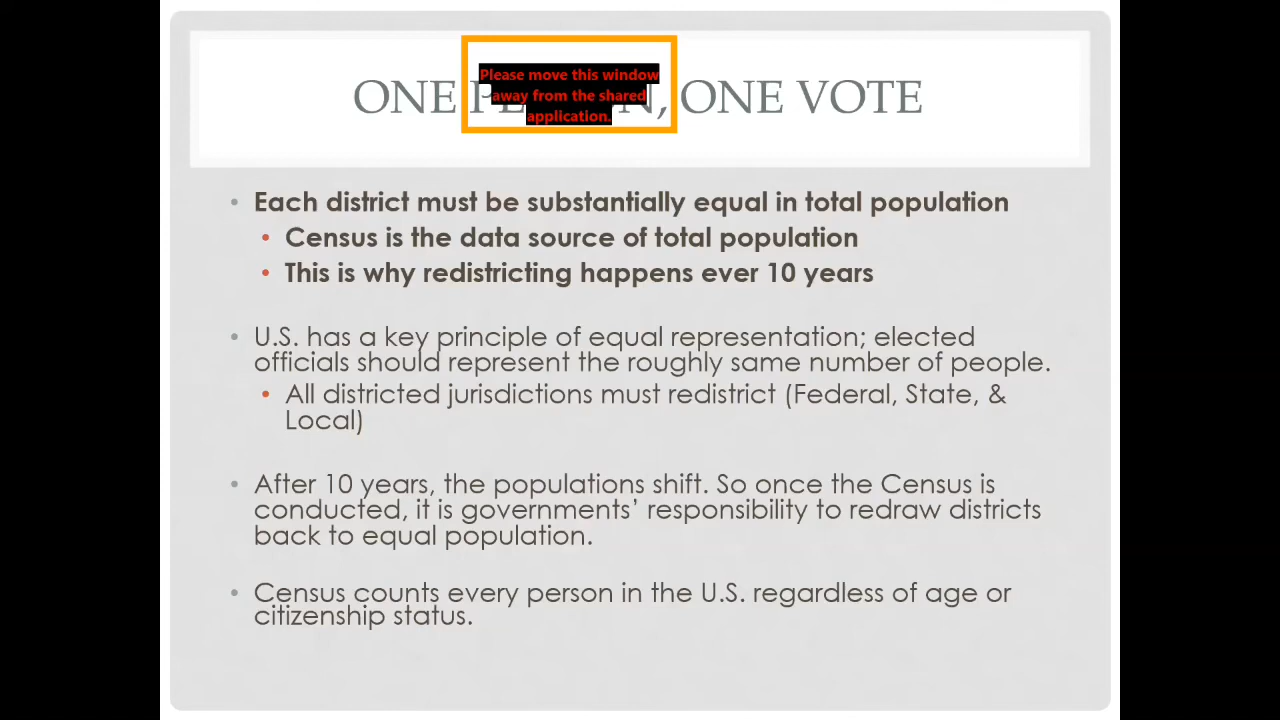 ONE , ONE VOTE
Please move this window
away from the shared
application.
• Each district must be substantially equal in total population
• Census is the data source of total population
• This is why redistricting happens ever 10 years
• U.S. has a key principle of equal representation; elected
officials should represent the roughly same number of people.
• All districted jurisdictions must redistrict (Federal, State, &
Local)
• After 10 years, the populations shift. So once the Census is
conducted, it is governments’ responsibility to redraw districts
back to equal population.
• Census counts every person in the U.S. regardless of age or
citizenship status.